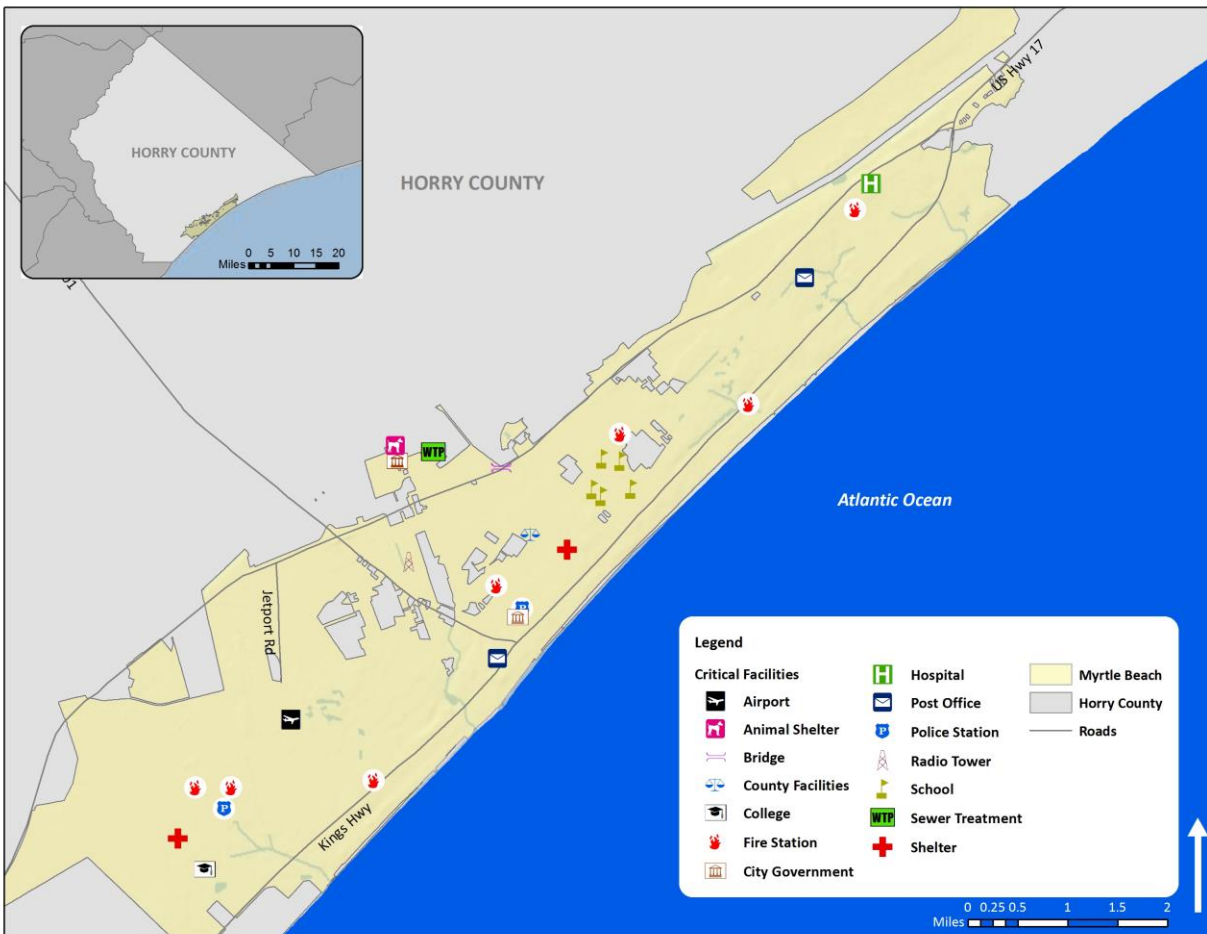 HORRY COUNTY
0 5 10 15 20
Miles
HORRY COUNTY
US Hwy 17
01
H
WTP
Atlantic Ocean
Jetport Rd
P
P
Kings Hwy
Legend
Critical Facilities
Airport
Animal Shelter
Bridge
County Facilities
College
Fire Station
City Government
H Hospital
Post Office
P Police Station
Radio Tower
School
WTP Sewer Treatment
Shelter
Myrtle Beach
Horry County
Roads
0 0.25 0.5 1 1.5 2
Miles